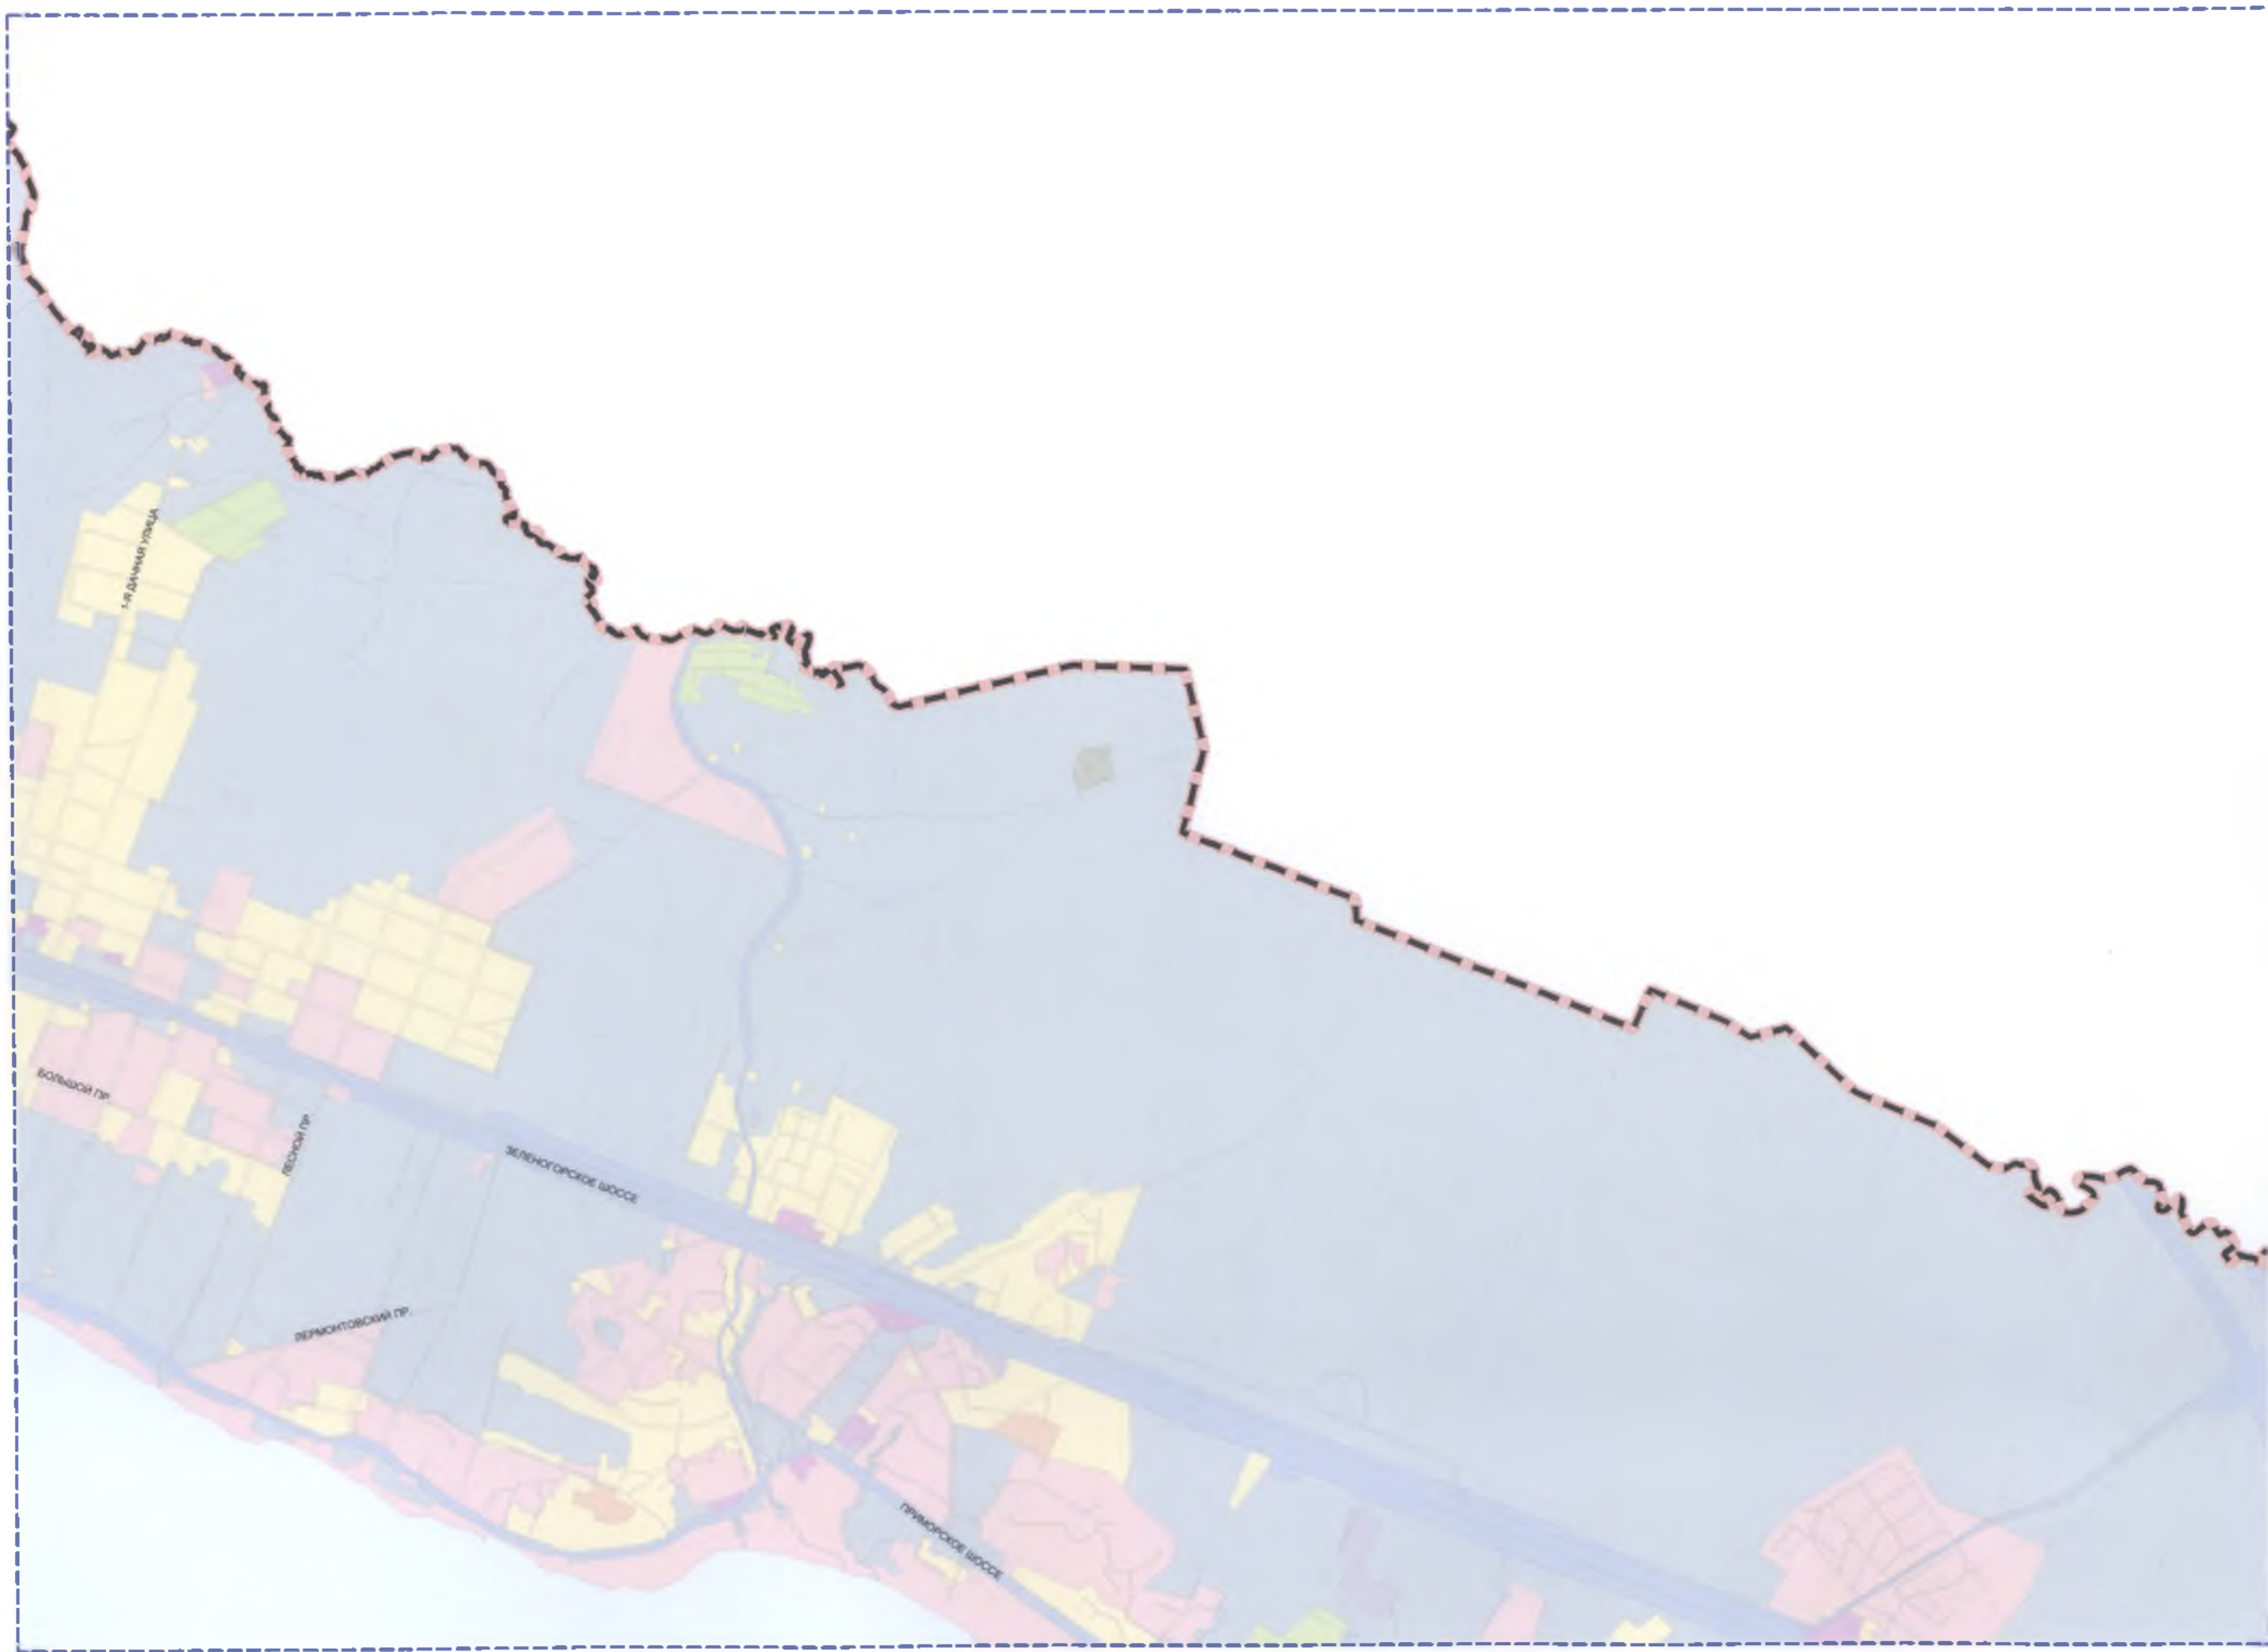 1-Я ДАЧНАЯ УЛИЦА
БОЛЬШОЙ ПР.
ЛЕСНОЙ ПР.
ЗЕЛЕНОГОРСКОЕ ШОССЕ
ЛЕРМОНТОВСКИЙ ПР.
ПРИМОРСКОЕ ШОССЕ